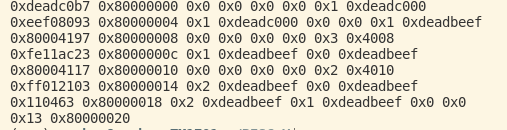 0xdeadc0b7 0x80000000 0x0 0x0 0x0 0x0 0x1 0xdeadc000
0xeef08093 0x80000004 0x1 0xdeadc000 0x0 0x0 0x1 0xdeadbeef
0x80004197 0x80000008 0x0 0x0 0x0 0x0 0x3 0x4008
0xfe11ac23 0x8000000c 0x1 0xdeadbeef 0x0 0xdeadbeef
0x80004117 0x80000010 0x0 0x0 0x0 0x0 0x2 0x4010
0xff012103 0x80000014 0x2 0xdeadbeef 0x0 0xdeadbeef
0x110463 0x80000018 0x2 0xdeadbeef 0x1 0xdeadbeef 0x0 0x0
0x13 0x80000020